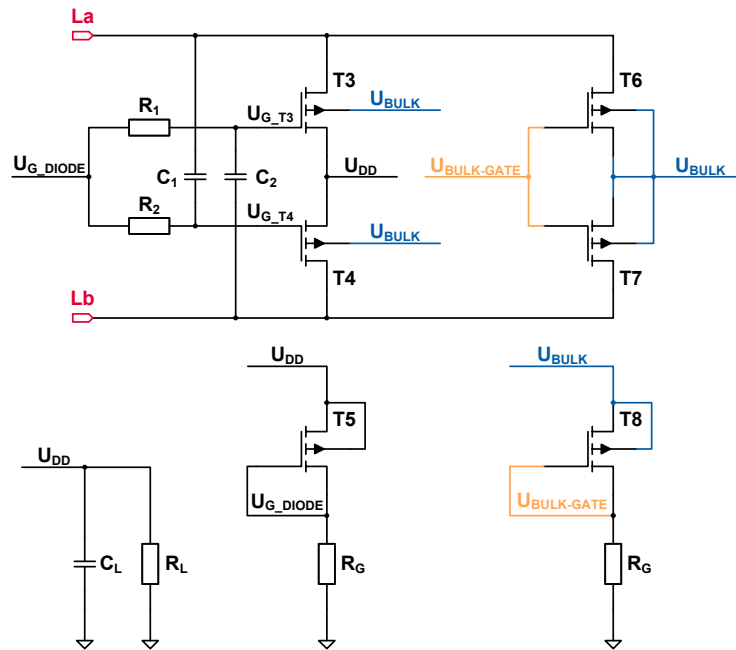 La
T3
T6
R₁
U_G_T3
U_BULK
U_BULK
U_G_DIODE
C₁
C₂
U_DD
U_BULK-GATE
U_BULK
R₂
U_G_T4
U_BULK
T4
T7
Lb
U_DD
U_BULK
T5
T8
U_DD
U_G_DIODE
U_BULK-GATE
C_L
R_L
R_G
R_G